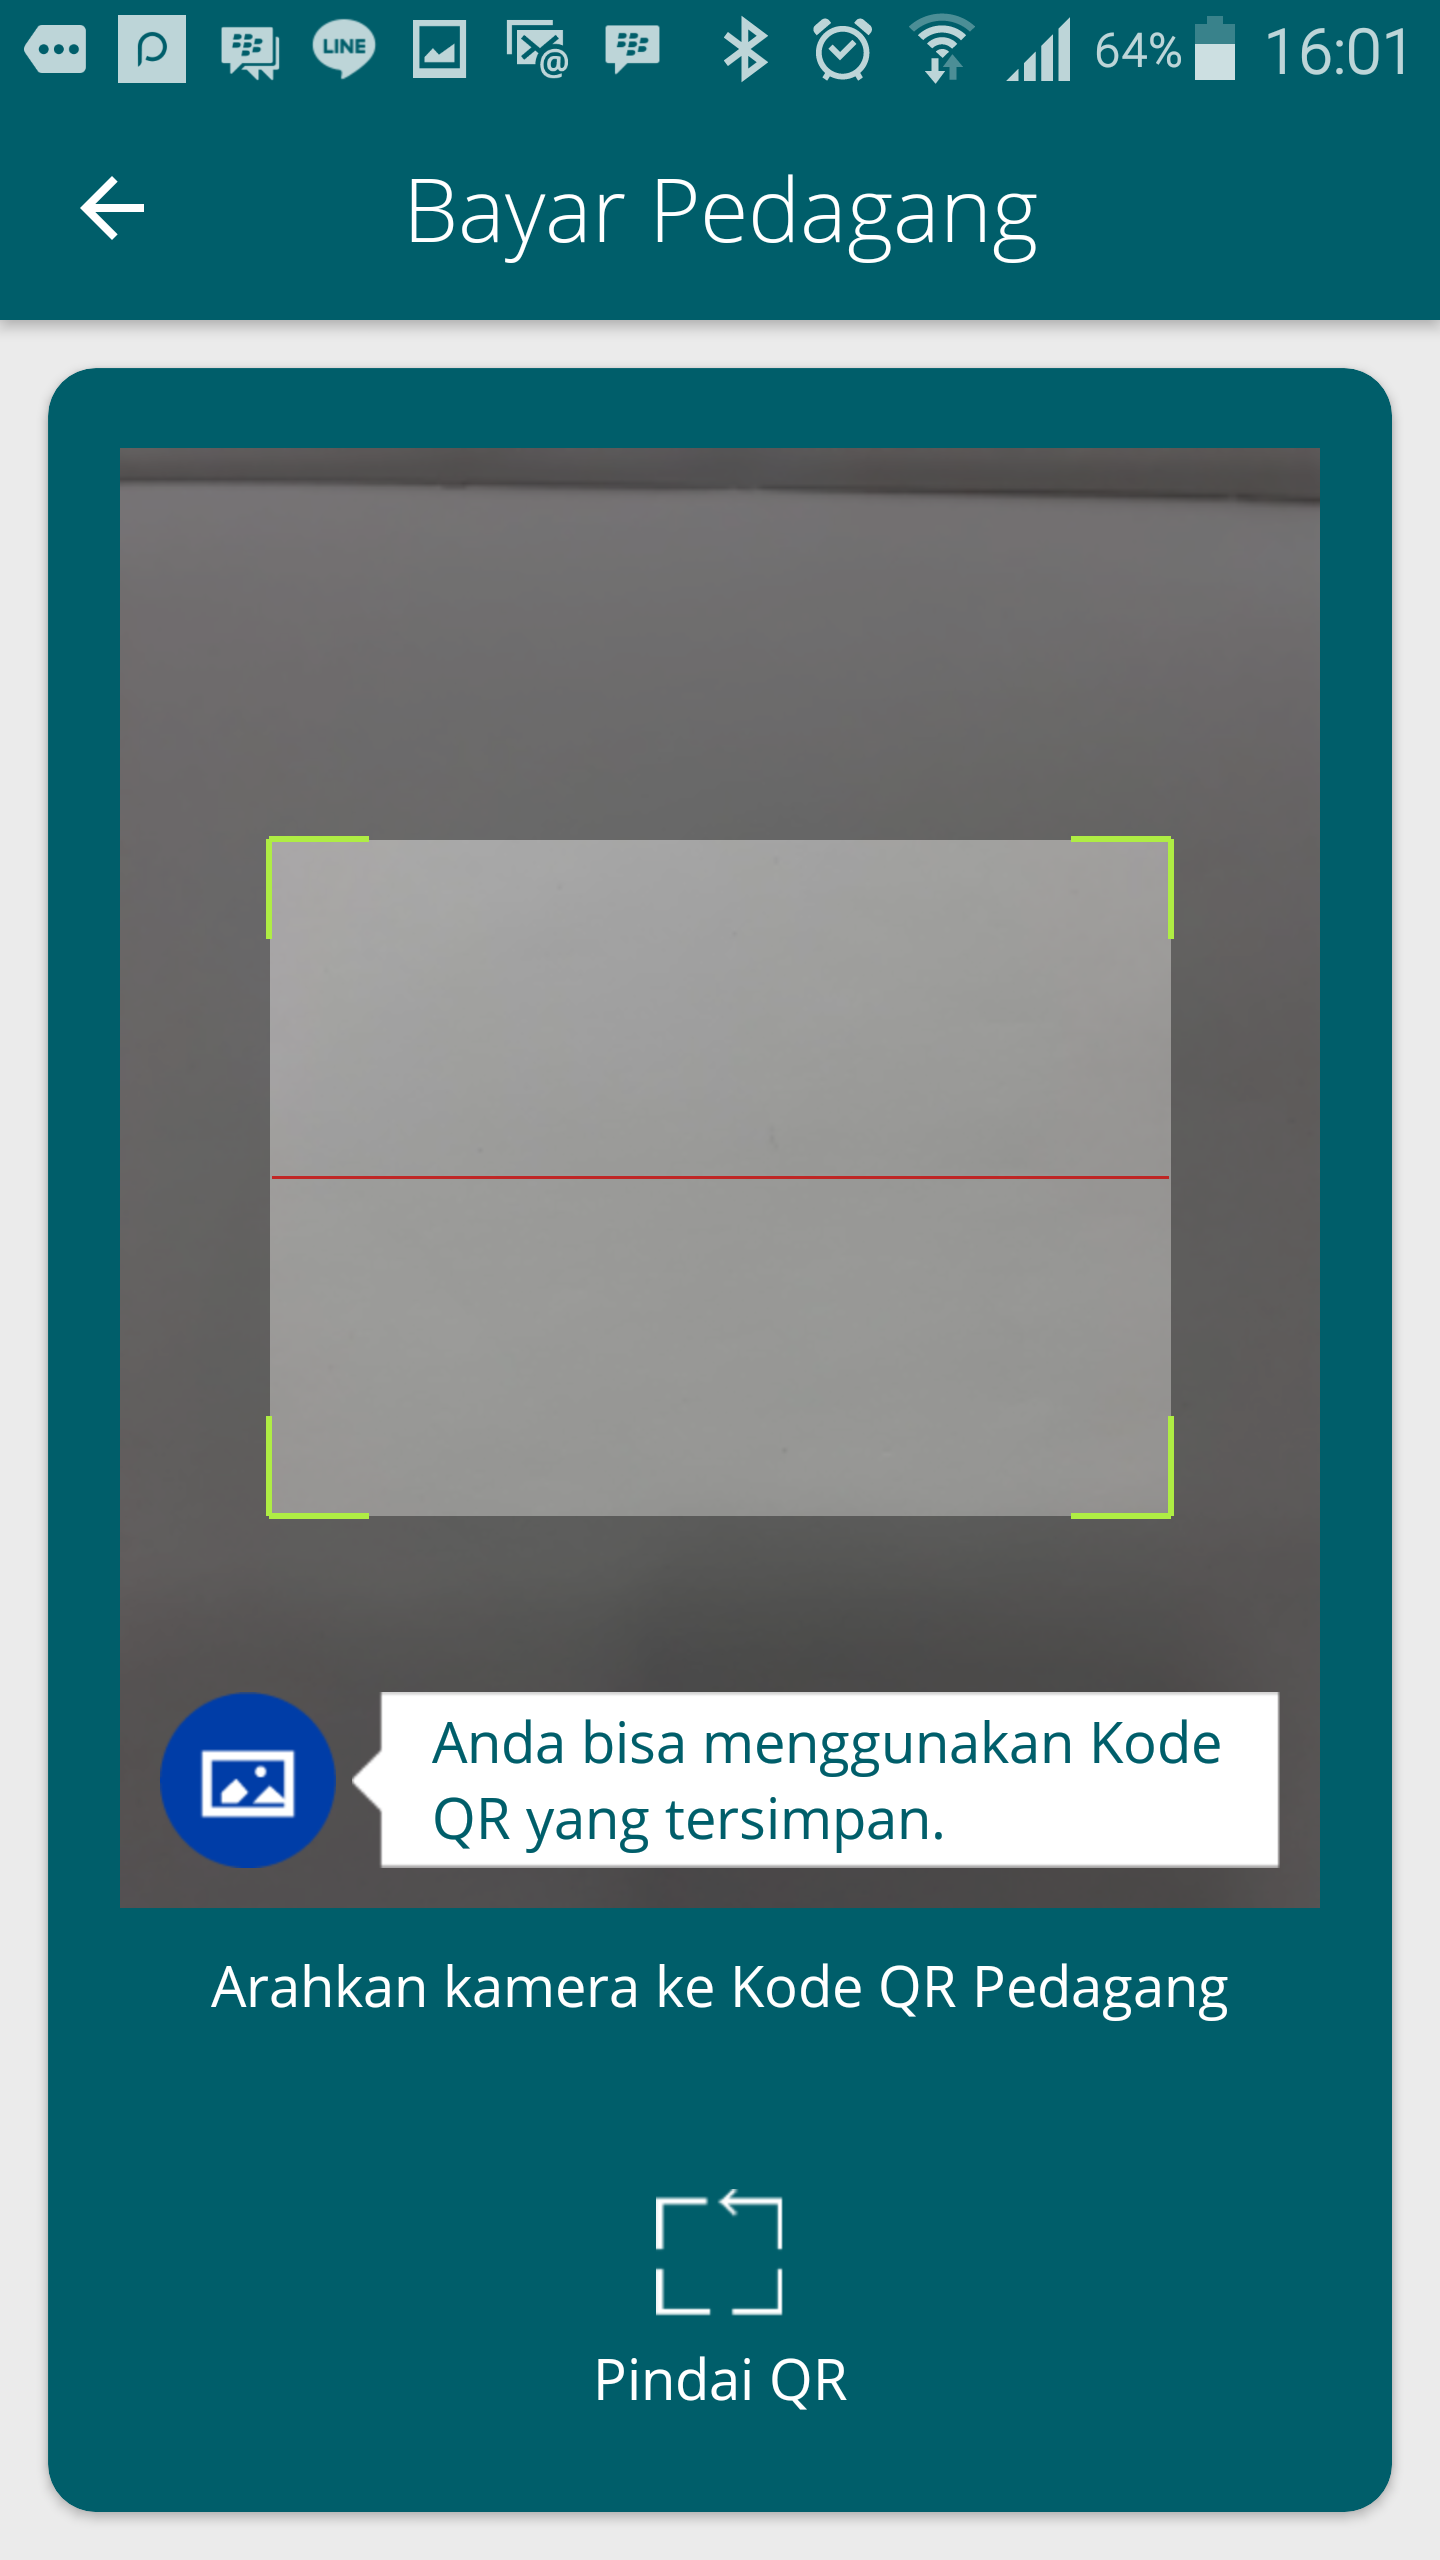 LINE
@
64%
16:01
Bayar Pedagang
Anda bisa menggunakan Kode
QR yang tersimpan.
Arahkan kamera ke Kode QR Pedagang
Pindai QR